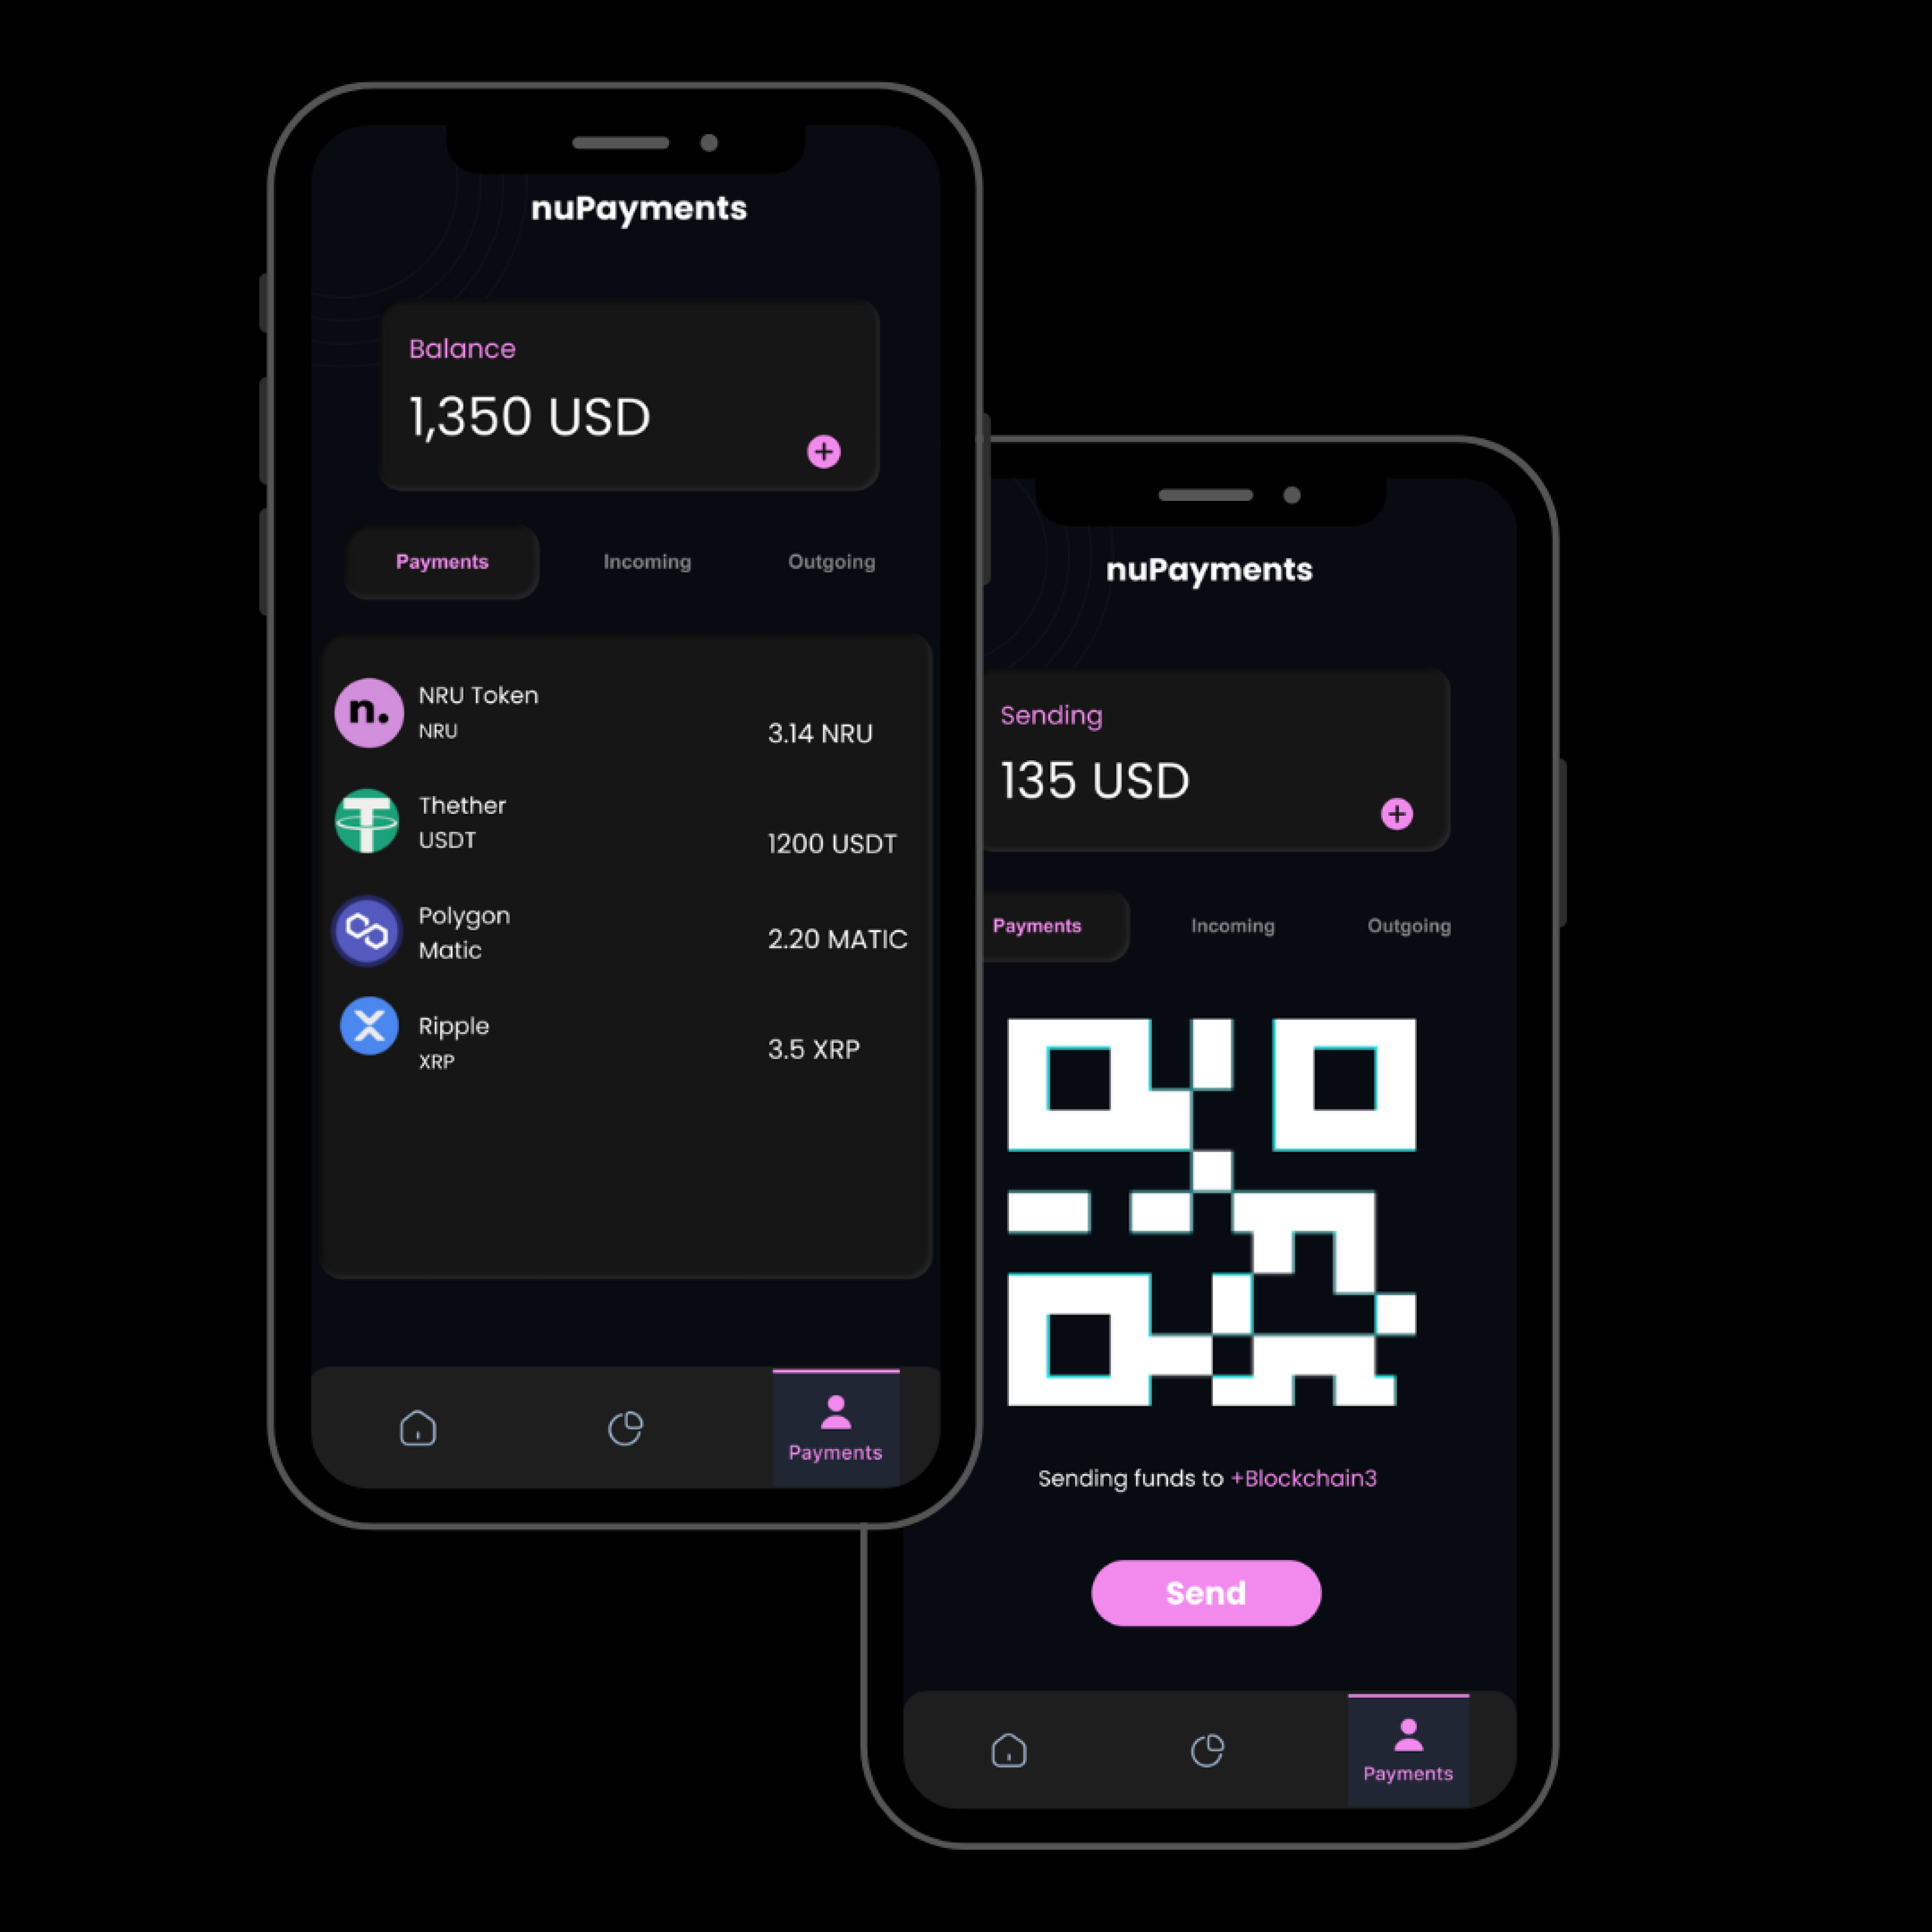 nuPayments
Balance
1,350 USD
Payments Incoming Outgoing
n.
NRU Token
NRU
3.14 NRU
Thether
USDT
1200 USDT
Polygon
Matic
2.20 MATIC
Ripple
XRP
3.5 XRP
Payments
nuPayments
Sending
135 USD
Payments Incoming Outgoing
Sending funds to +Blockchain3
Send
Payments